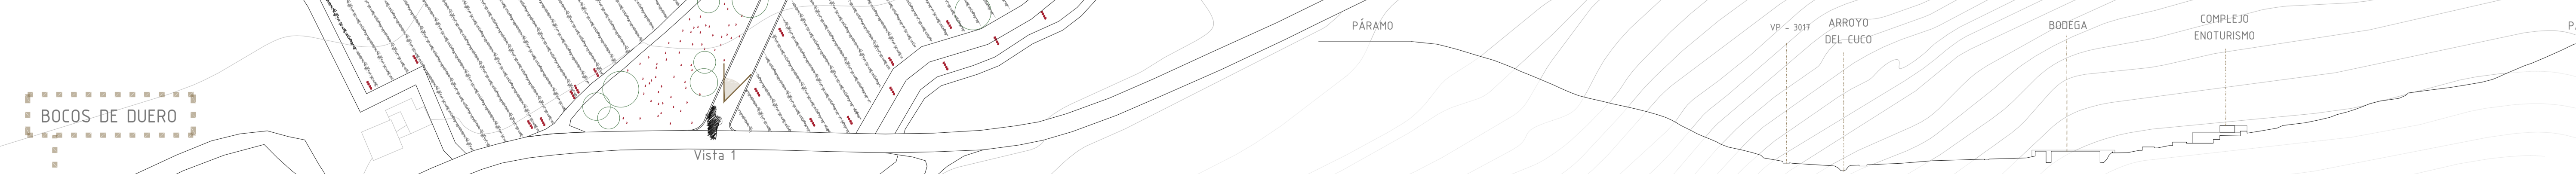 BOCOS DE DUERO
Vista 1
PÁRAMO
VP - 3017
ARROYO
DEL CUCO
BODEGA
COMPLEJO
ENOTURISMO